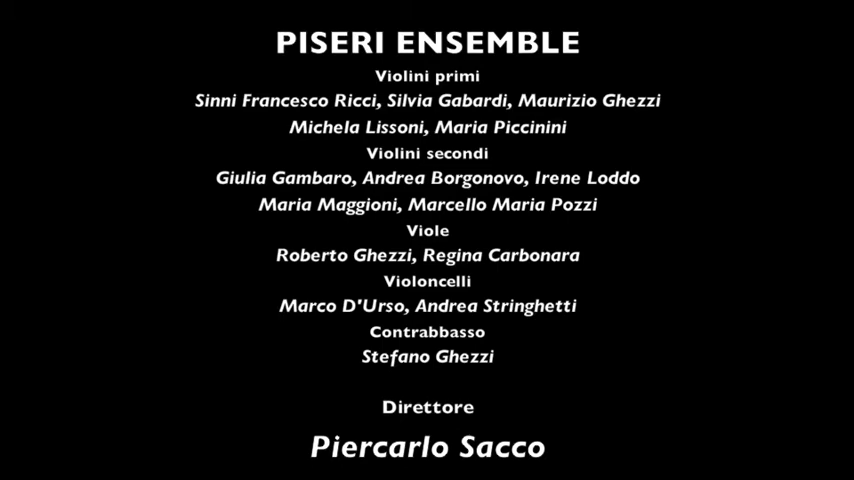 PISERI ENSEMBLE
Violini primi
Sinni Francesco Ricci, Silvia Gabardi, Maurizio Ghezzi
Michela Lissoni, Maria Piccinini
Violini secondi
Giulia Gambaro, Andrea Borgonovo, Irene Loddo
Maria Maggioni, Marcello Maria Pozzi
Viole
Roberto Ghezzi, Regina Carbonara
Violoncelli
Marco D'Urso, Andrea Stringhetti
Contrabbasso
Stefano Ghezzi
Direttore
Piercarlo Sacco